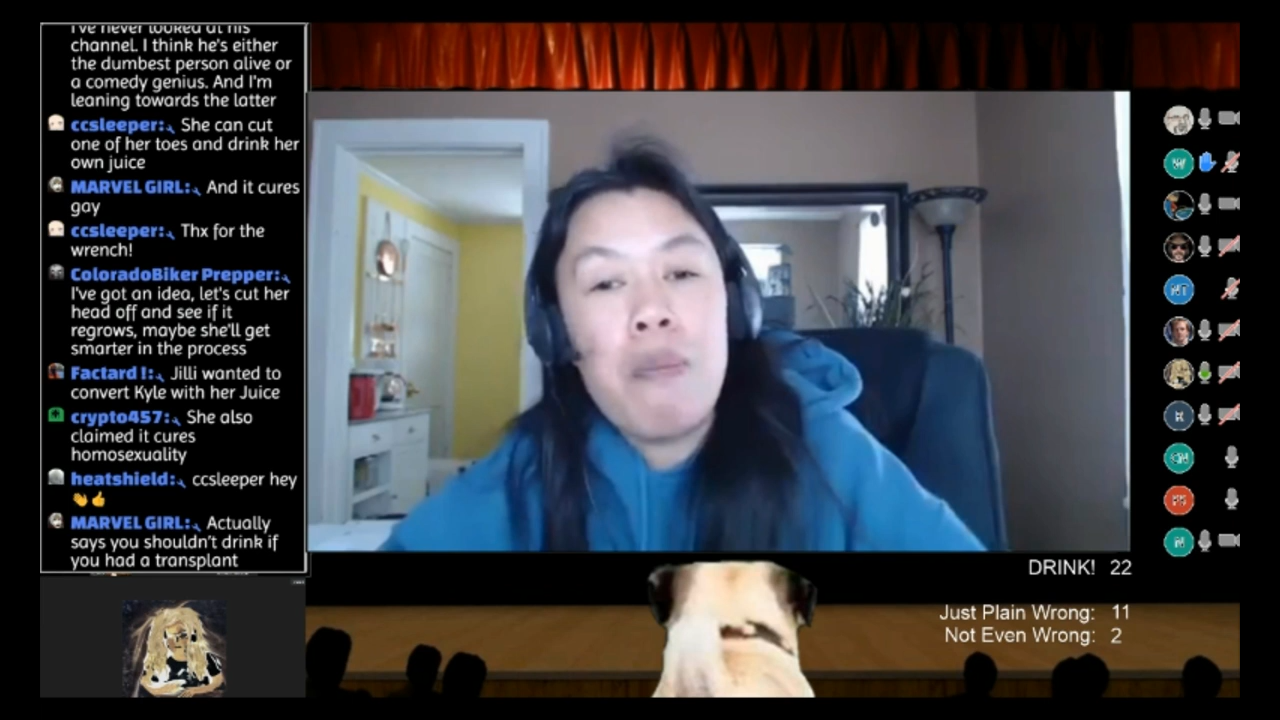 I've never looked at his
channel. I think he's either
the dumbest person alive or
a comedy genius. And I'm
leaning towards the latter
ccsleeper: She can cut
one of her toes and drink her
own juice
MARVEL GIRL: And it cures
gay
ccsleeper: Thx for the
wrench!
ColoradoBiker Prepper:
I've got an idea, let's cut her
head off and see if it
regrows, maybe she'll get
smarter in the process
Factard !: Jilli wanted to
convert Kyle with her Juice
crypto457: She also
claimed it cures
homosexuality
heatshield: ccsleeper hey
👋👍
MARVEL GIRL: Actually
says you shouldn't drink if
you had a transplant
DRINK! 22
Just Plain Wrong: 11
Not Even Wrong: 2